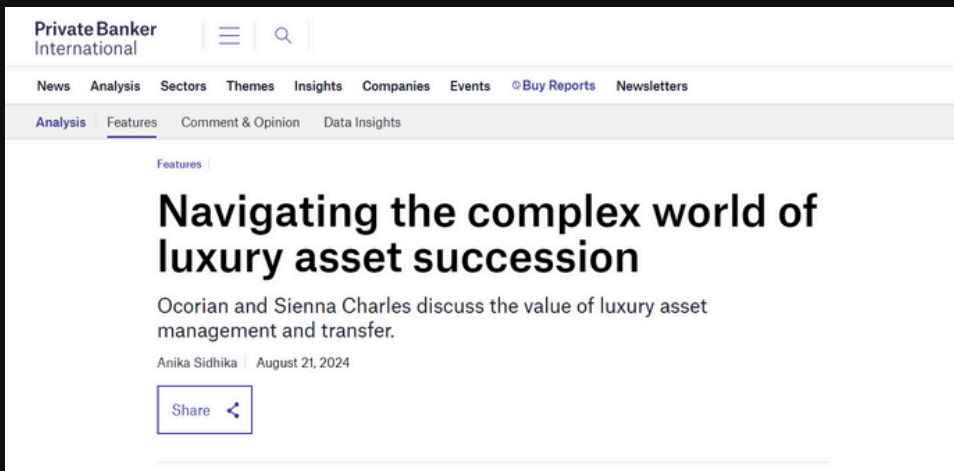 Private Banker
International
News Analysis Sectors Themes Insights Companies Events Buy Reports Newsletters
Analysis Features Comment & Opinion Data Insights
Features
Navigating the complex world of
luxury asset succession
Ocorian and Sienna Charles discuss the value of luxury asset
management and transfer.
Anika Sidhika August 21, 2024
Share